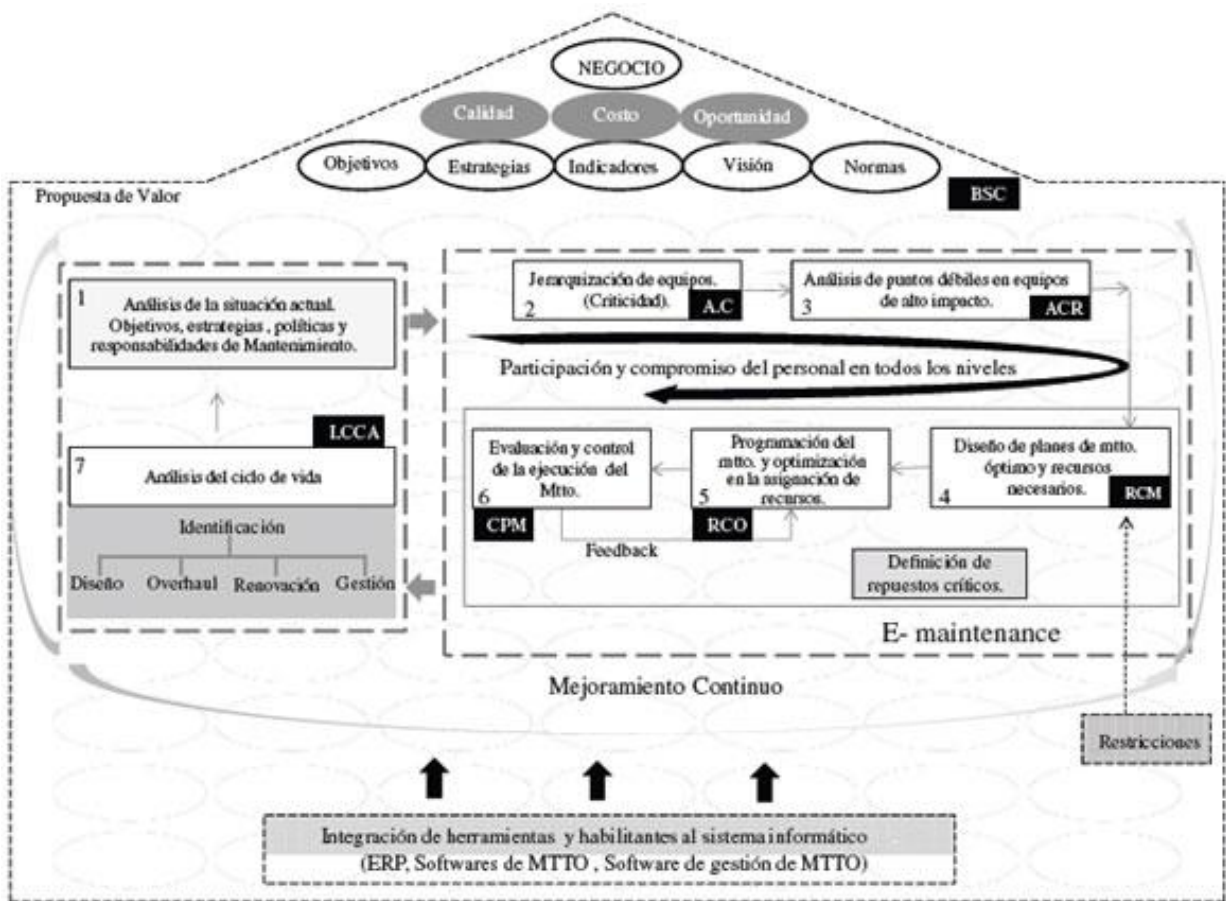 NEGOCIO
Calidad
Costo
Oportunidad
Objetivos
Estrategias
Indicadores
Visión
Normas
Propuesta de Valor
BSC
1
Análisis de la situación actual.
Objetivos, estrategias , políticas y
responsabilidades de Mantenimiento.
Jerarquización de equipos.
(Criticidad).
2
A.C
Análisis de puntos débiles en equipos
de alto impacto.
3
ACR
Participación y compromiso del personal en todos los niveles
LCCA
7
Análisis del ciclo de vida
Identificación
Diseño
Overhaul
Renovación
Gestión
Evaluación y control
de la ejecución del
Mtto.
6
CPM
Programación del
mtto. y optimización
en la asignación de
recursos.
5
RCO
Diseño de planes de mtto.
óptimo y recursos
necesarios.
4
RCM
Feedback
Definición de
repuestos críticos.
E- maintenance
Mejoramiento Continuo
Restricciones
Integración de herramientas y habilitantes al sistema informático
(ERP, Softwares de MTTO , Software de gestión de MTTO)